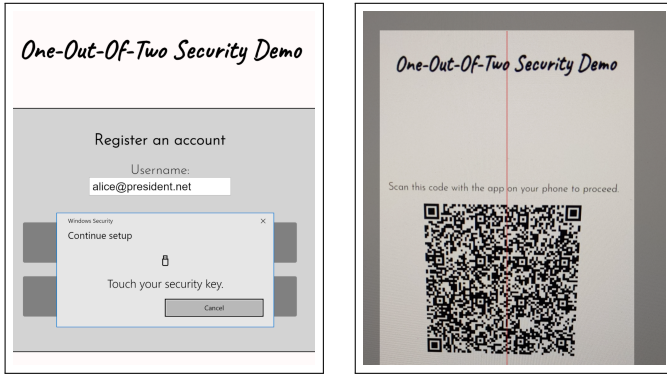 One-Out-Of-Two Security Demo
Register an account
Username:
alice@president.net
Windows Security
Continue setup
Touch your security key.
Cancel
One-Out-Of-Two Security Demo
Scan this code with the app on your phone to proceed.